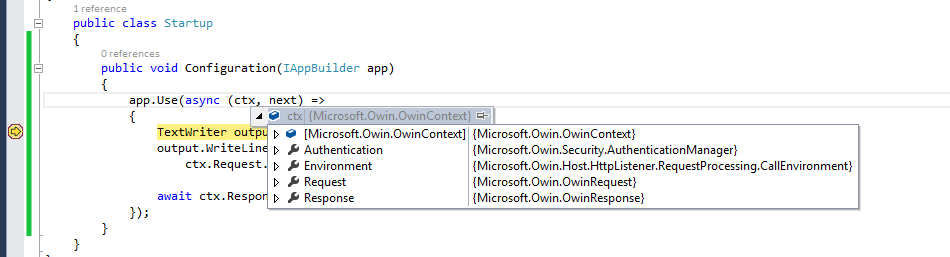 1 reference
public class Startup
{
0 references
public void Configuration(IAppBuilder app)
{
app.Use(async (ctx, next) =>
{
ctx {Microsoft.Owin.OwinContext}
TextWriter outpu
[Microsoft.Owin.OwinContext] {Microsoft.Owin.OwinContext}
output.WriteLine
Authentication {Microsoft.Owin.Security.AuthenticationManager}
ctx.Request.
Environment {Microsoft.Owin.Host.HttpListener.RequestProcessing.CallEnvironment}
Request {Microsoft.Owin.OwinRequest}
await ctx.Respon
Response {Microsoft.Owin.OwinResponse}
});
}
}